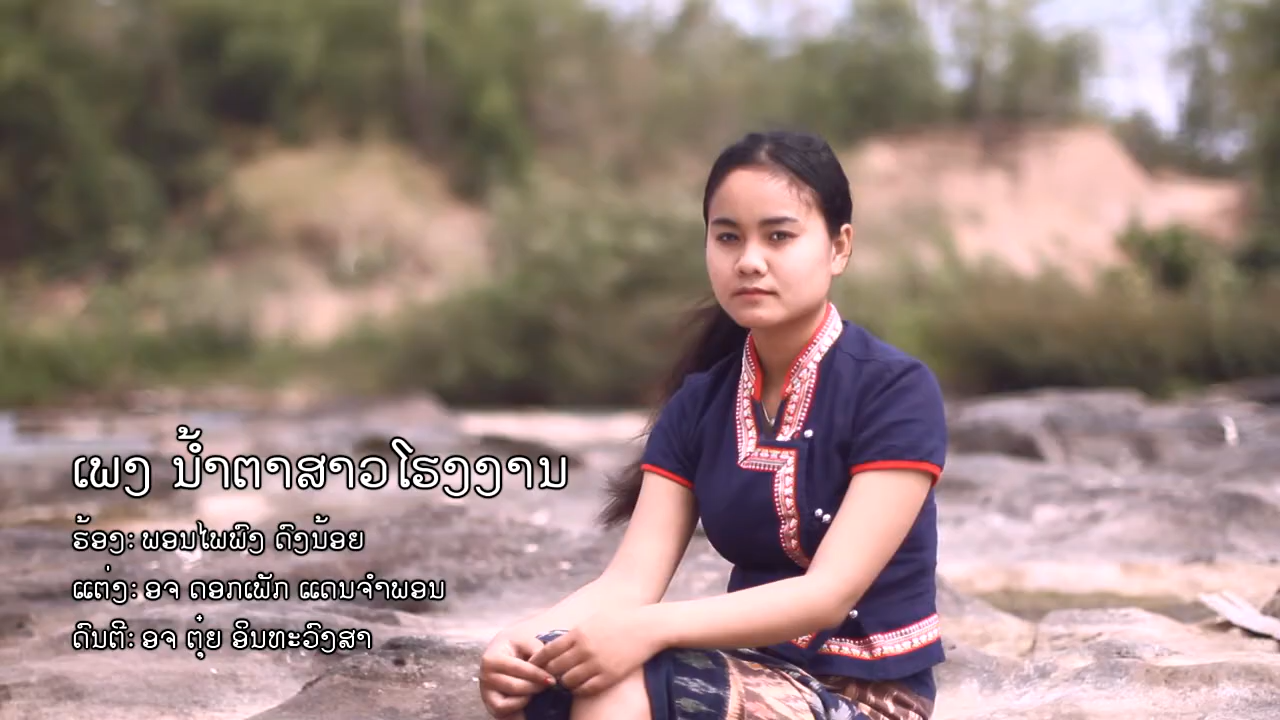 ເພງ ນ້ຳຕາສາວໂຮງງານ
ຮ້ອງ: ພອນໄພພົງ ດົງນ້ອຍ
ແຕ່ງ: ອຈ ດອກເພັກ ແດນຈຳພອນ
ດົນຕີ: ອຈ ຕຸ໋ຍ ອິນທະວົງສາ